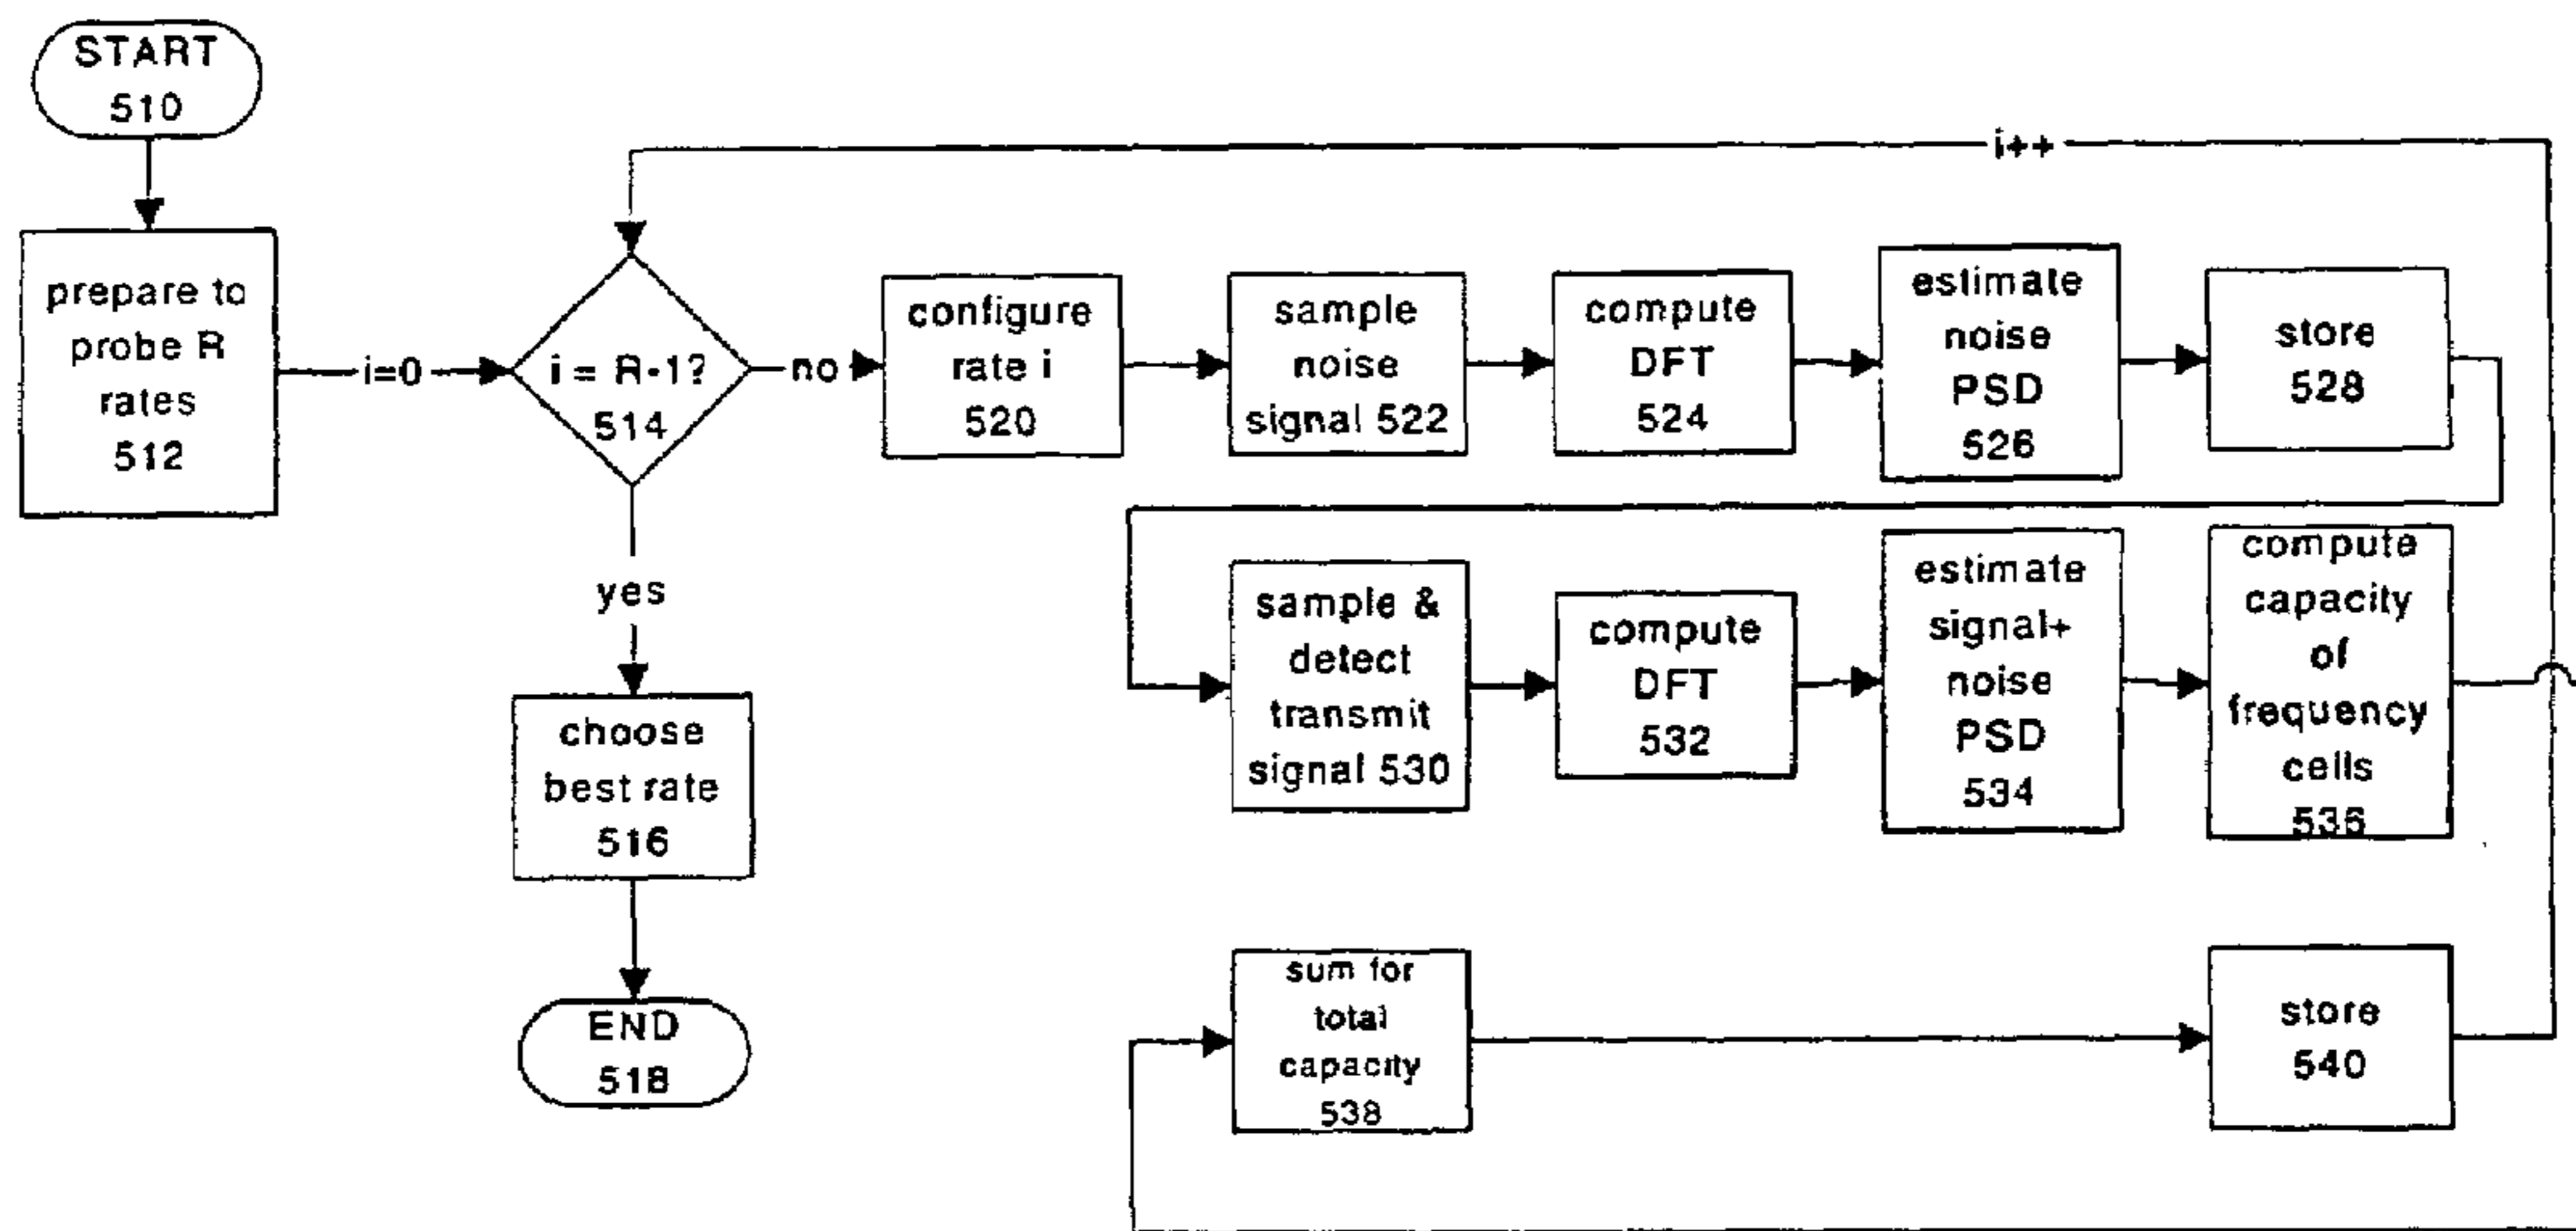 START
510
prepare to
probe R
rates
512
i=0
i = R-1?
514
no
yes
choose
best rate
516
END
518
i++
configure
rate i
520
sample
noise
signal 522
compute
DFT
524
estimate
noise
PSD
526
store
528
sample &
detect
transmit
signal 530
compute
DFT
532
estimate
signal+
noise
PSD
534
compute
capacity
of
frequency
cells
536
sum for
total
capacity
538
store
540